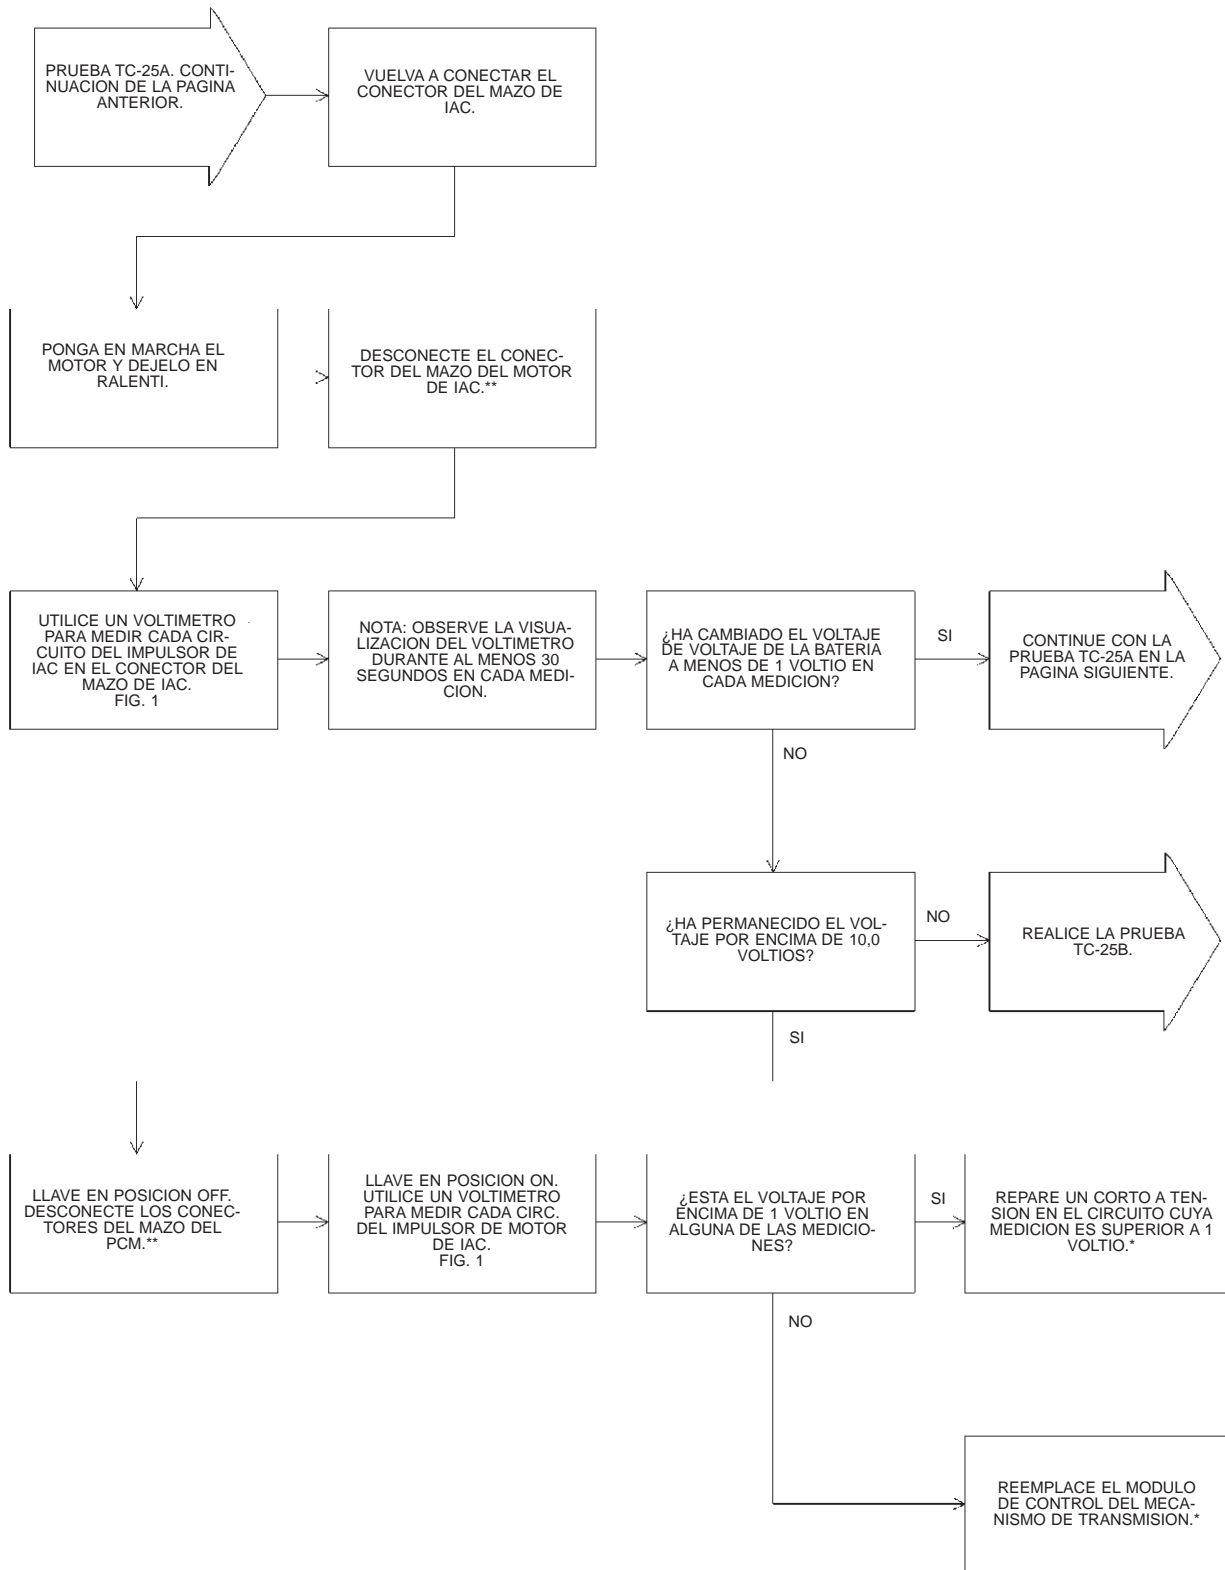 PRUEBA TC-25A. CONTI-
NUACION DE LA PAGINA
ANTERIOR.
VUELVA A CONECTAR EL
CONECTOR DEL MAZO DE
IAC.
PONGA EN MARCHA EL
MOTOR Y DEJELO EN
RALENTI.
DESCONECTE EL CONEC-
TOR DEL MAZO DEL MOTOR
DE IAC.**
UTILICE UN VOLTIMETRO
PARA MEDIR CADA CIR-
CUITO DEL IMPULSOR DE
IAC EN EL CONECTOR DEL
MAZO DE IAC.
FIG. 1
NOTA: OBSERVE LA VISUA-
LIZACION DEL VOLTIMETRO
DURANTE AL MENOS 30
SEGUNDOS EN CADA MEDI-
CION.
¿HA CAMBIADO EL VOLTAJE
DE VOLTAJE DE LA BATERIA
A MENOS DE 1 VOLTIO EN
CADA MEDICION?
SI
CONTINUE CON LA
PRUEBA TC-25A EN LA
PAGINA SIGUIENTE.
NO
¿HA PERMANECIDO EL VOL-
TAJE POR ENCIMA DE 10,0
VOLTIOS?
NO
REALICE LA PRUEBA
TC-25B.
SI
LLAVE EN POSICION OFF.
DESCONECTE LOS CONEC-
TORES DEL MAZO DEL
PCM.**
LLAVE EN POSICION ON.
UTILICE UN VOLTIMETRO
PARA MEDIR CADA CIRC.
DEL IMPULSOR DE MOTOR
DE IAC.
FIG. 1
¿ESTA EL VOLTAJE POR
ENCIMA DE 1 VOLTIO EN
ALGUNA DE LAS MEDICIO-
NES?
SI
REPARE UN CORTO A TEN-
SION EN EL CIRCUITO CUYA
MEDICION ES SUPERIOR A 1
VOLTIO.*
NO
REEMPLACE EL MODULO
DE CONTROL DEL MECA-
NISMO DE TRANSMISION.*